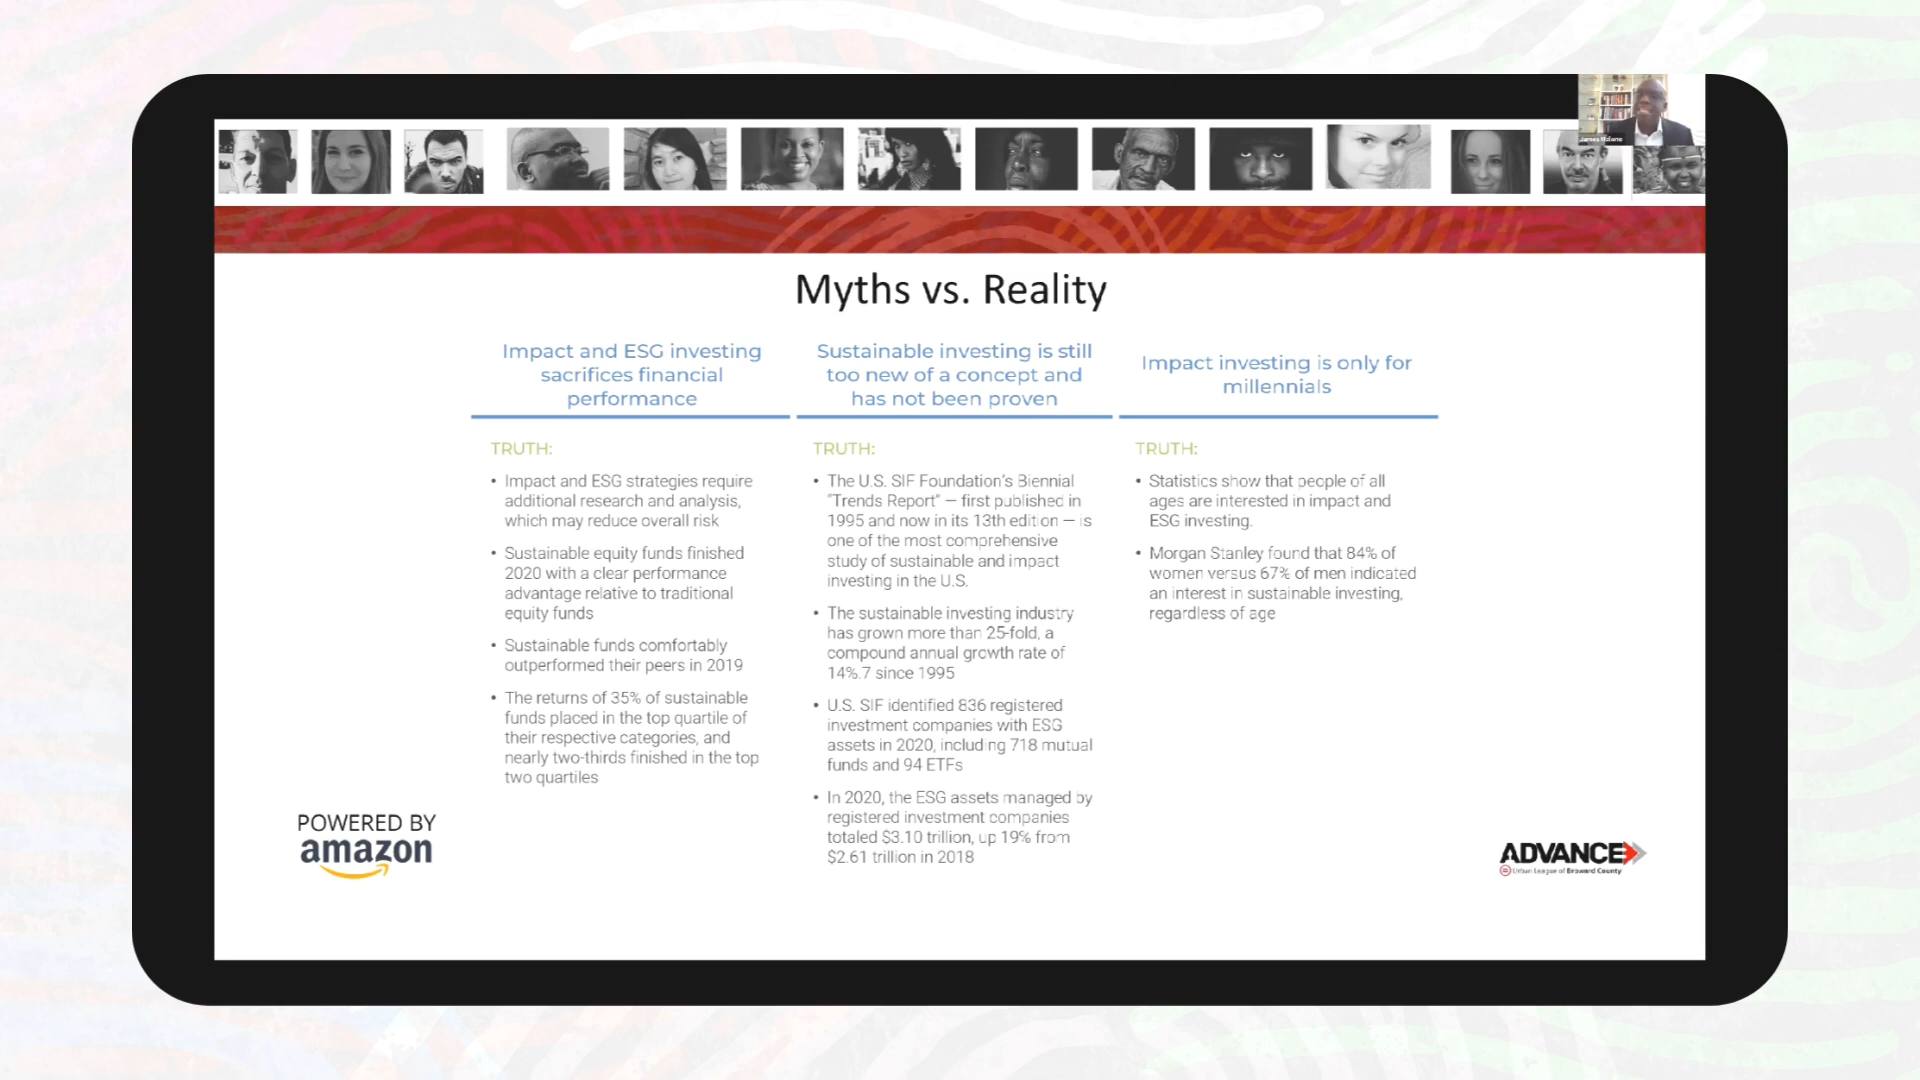 Myths vs. Reality
Impact and ESG investing
sacrifices financial
performance
TRUTH:
• Impact and ESG strategies require
additional research and analysis,
which may reduce overall risk
• Sustainable equity funds finished
2020 with a clear performance
advantage relative to traditional
equity funds
• Sustainable funds comfortably
outperformed their peers in 2019
• The returns of 35% of sustainable
funds placed in the top quartile of
their respective categories, and
nearly two-thirds finished in the top
two quartiles
Sustainable investing is still
too new of a concept and
has not been proven
TRUTH:
• The U.S. SIF Foundation's Biennial
"Trends Report" — first published in
1995 and now in its 13th edition — is
one of the most comprehensive
study of sustainable and impact
investing in the U.S.
• The sustainable investing industry
has grown more than 25-fold, a
compound annual growth rate of
14%.7 since 1995
• U.S. SIF identified 836 registered
investment companies with ESG
assets in 2020, including 718 mutual
funds and 94 ETFs
• In 2020, the ESG assets managed by
registered investment companies
totaled $3.10 trillion, up 19% from
$2.61 trillion in 2018
Impact investing is only for
millennials
TRUTH:
• Statistics show that people of all
ages are interested in impact and
ESG investing.
• Morgan Stanley found that 84% of
women versus 67% of men indicated
an interest in sustainable investing,
regardless of age
POWERED BY
amazon
ADVANCE
Urban League of Broward County